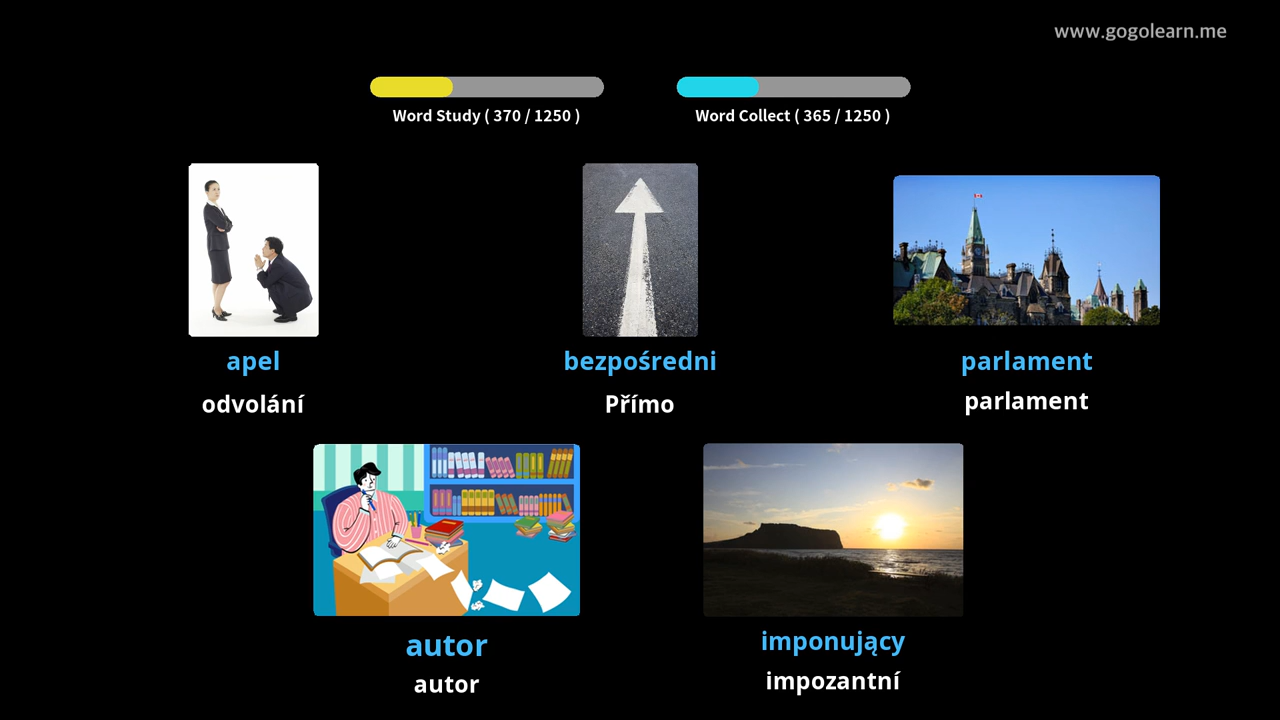 www.gogolearn.me
Word Study ( 370 / 1250 )
Word Collect ( 365 / 1250 )
apel
odvolání
bezpośredni
Přímo
parlament
parlament
autor
autor
imponujący
impozantní